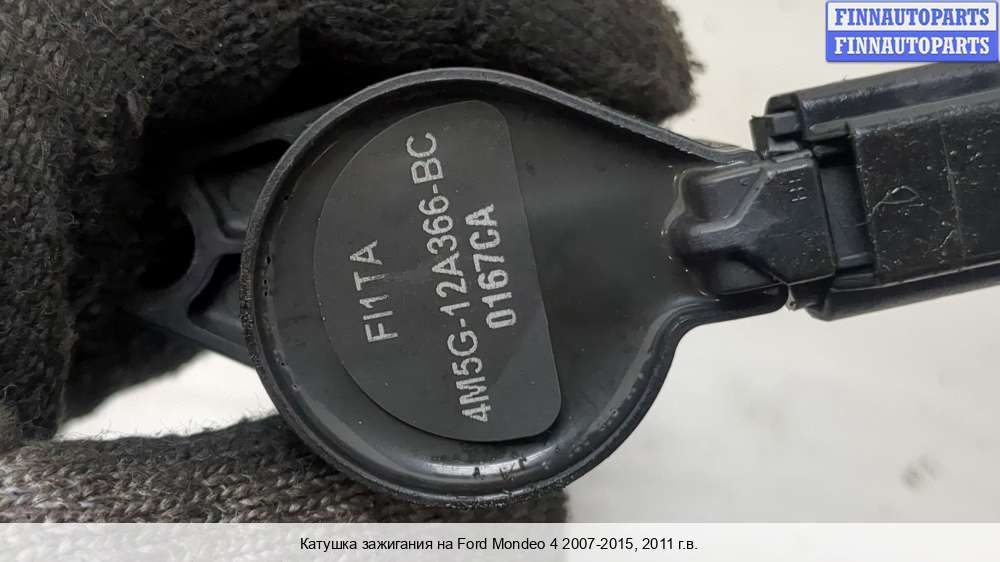 FINNAUTOPARTS
FINNAUTOPARTS
FI1TA
4M5G-12A366-BC
0167CA
D
Катушка зажигания на Ford Mondeo 4 2007-2015, 2011 г.в.